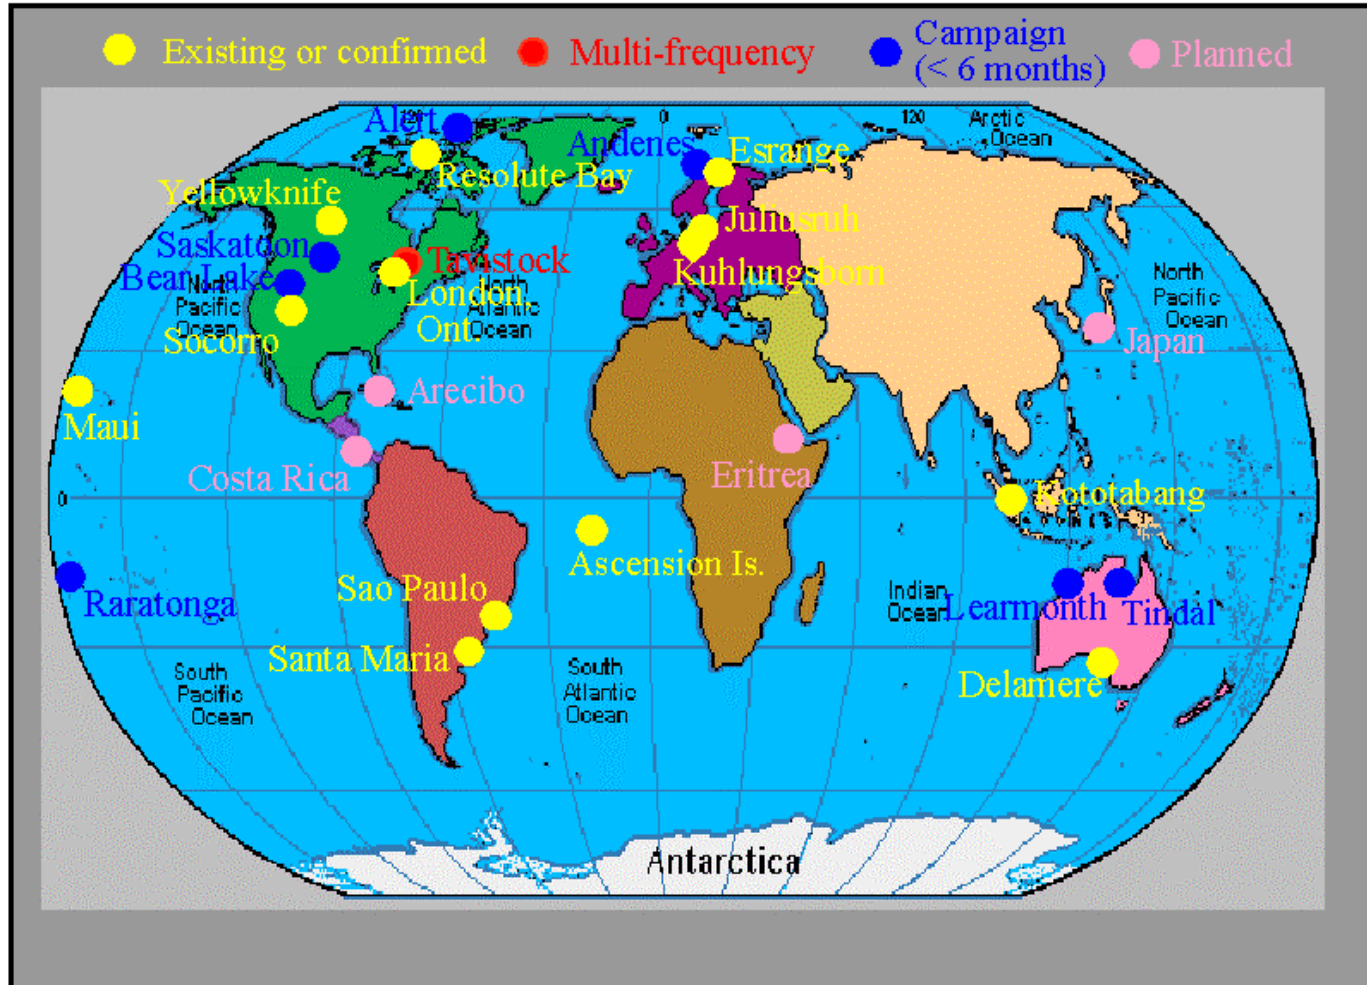 Existing or confirmed
Multi-frequency
Campaign
(< 6 months)
Planned
120
0
120
Arctic
Ocean
Alert
Andenes
Esrange
Resolute Bay
Yellowknife
Juliusruh
Saskatoon
Tavistock
Bear Lake
Kuhlungsborn
North
Pacific
Ocean
North
Atlantic
Ocean
London,
Ont.
North
Pacific
Ocean
Socorro
Japan
Arecibo
Maui
Costa Rica
Eritrea
0
Kototabang
Ascension Is.
Sao Paulo
Raratonga
Indian
Ocean
Learmonth
Tindal
Santa Maria
South
Pacific
Ocean
South
Atlantic
Ocean
Delamere
Antarctica